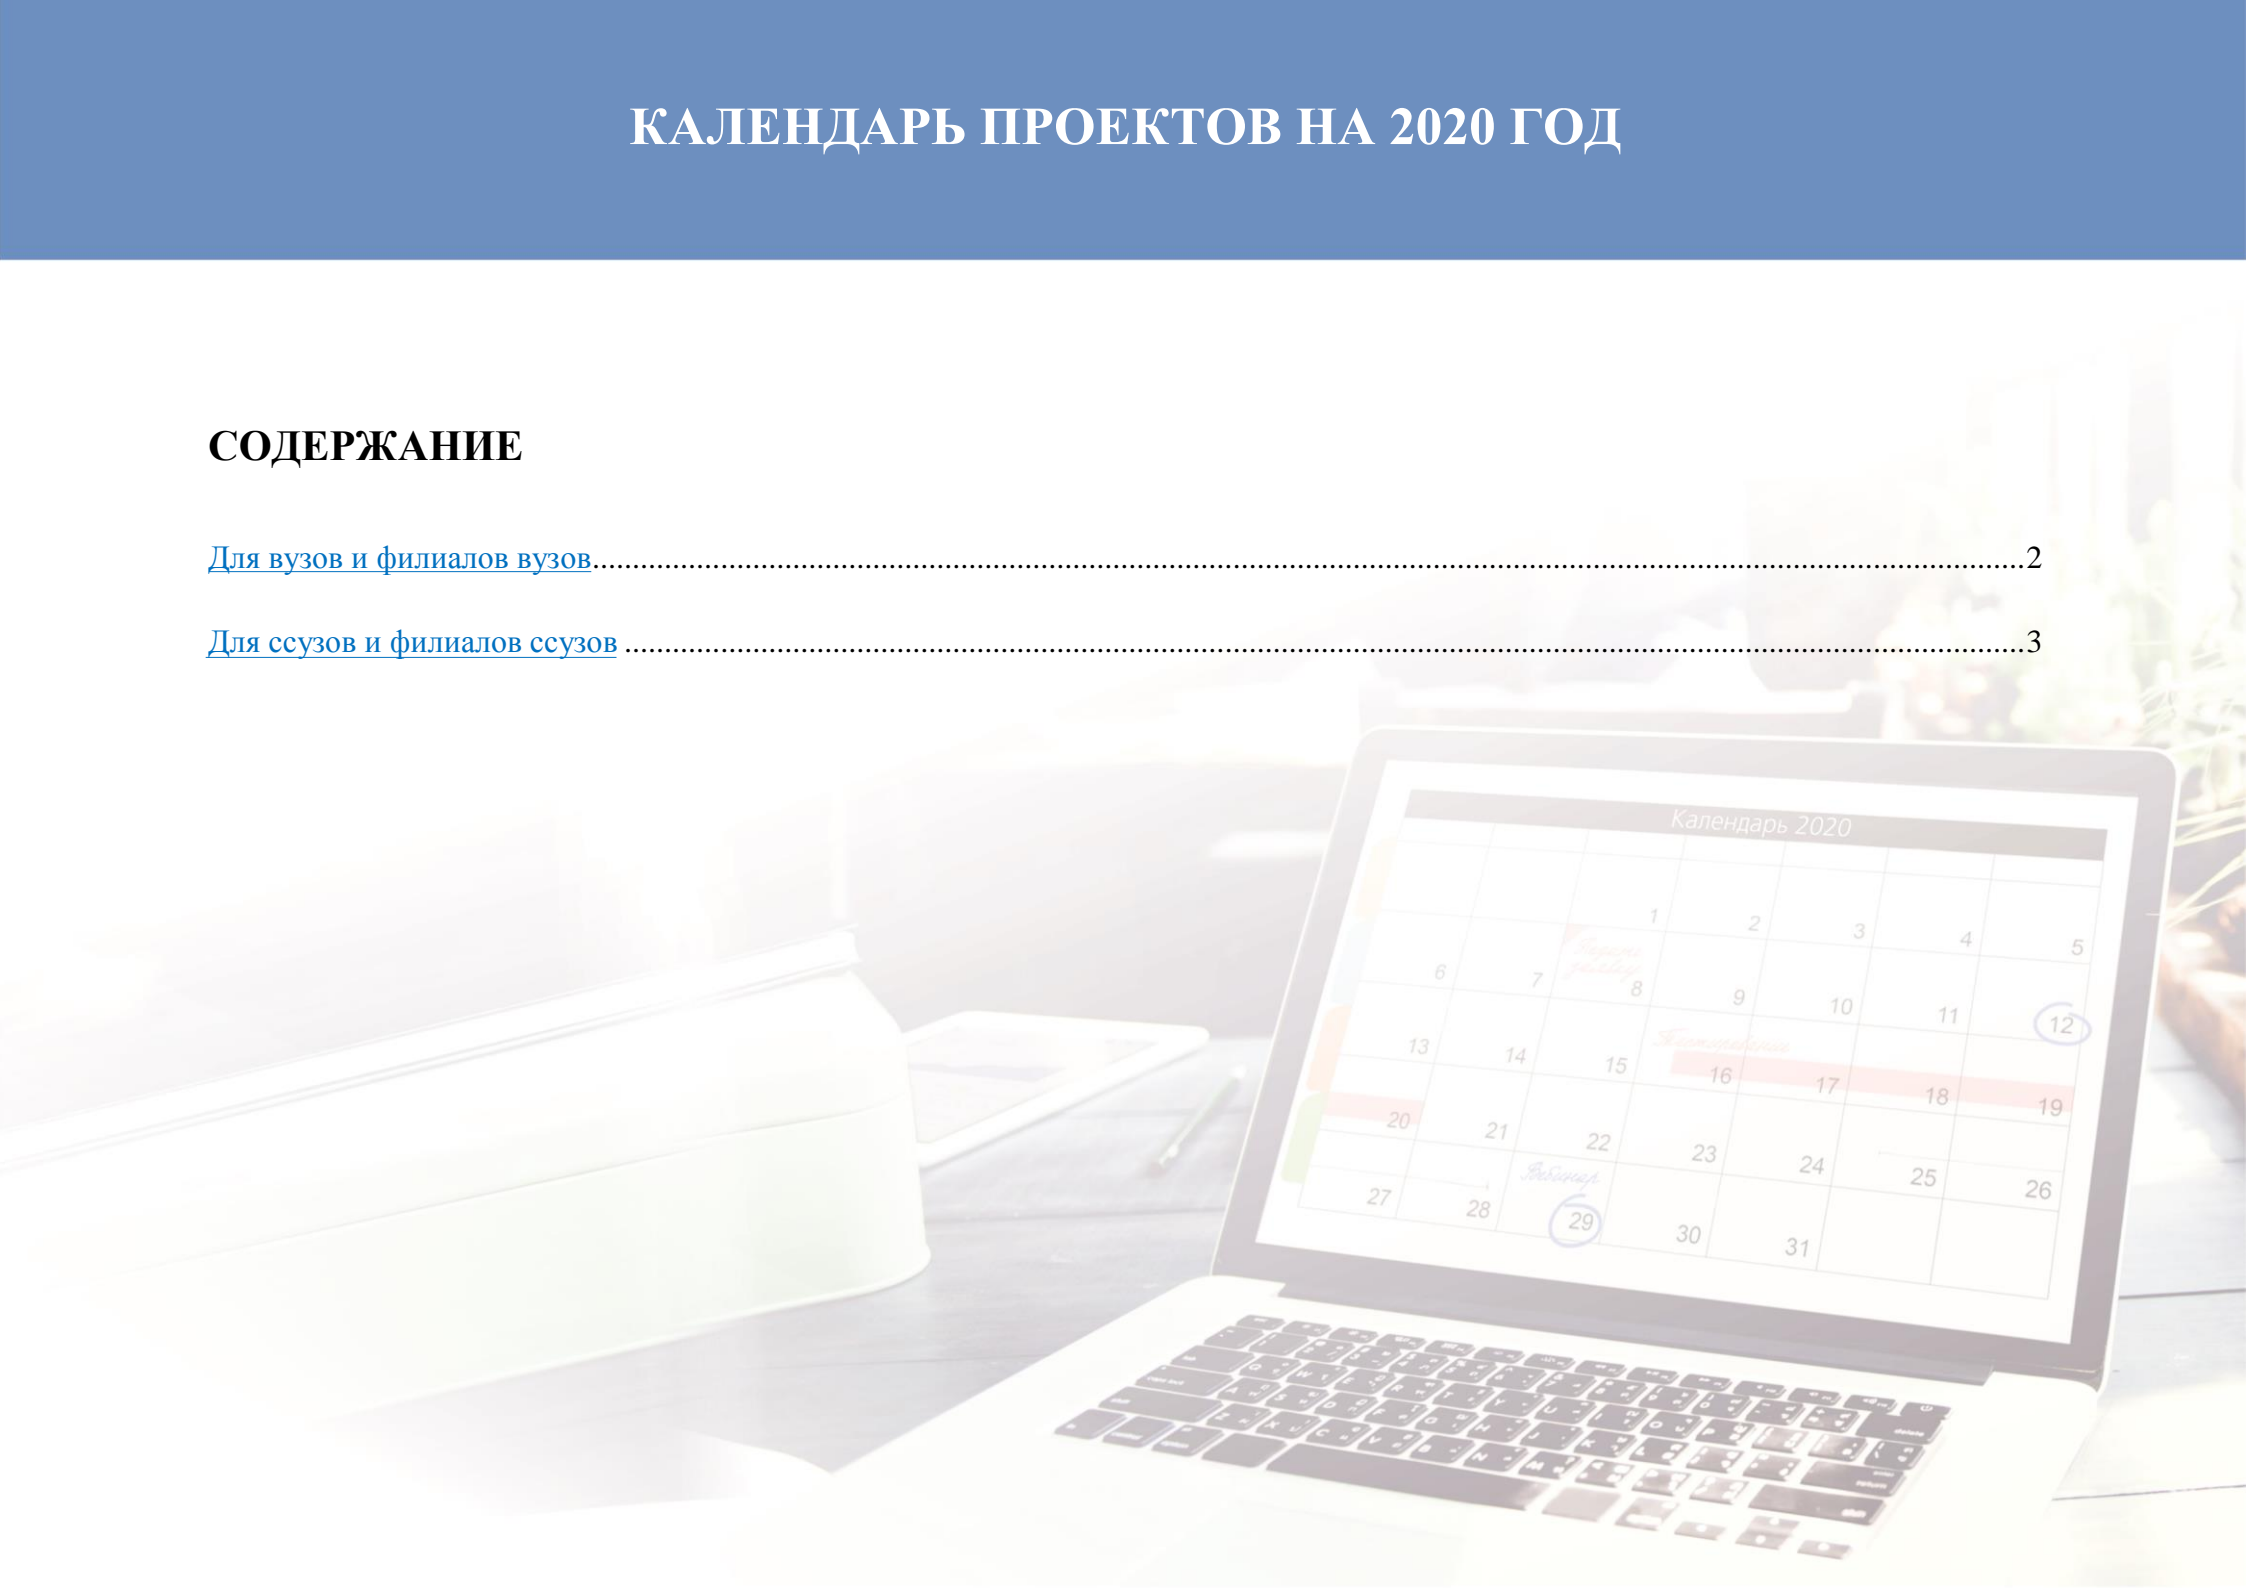 КАЛЕНДАРЬ ПРОЕКТОВ НА 2020 ГОД
СОДЕРЖАНИЕ
Для вузов и филиалов вузов....................2
Для ссузов и филиалов ссузов ....................3
Календарь 2020
1 2 3 4 5
6 7 8 9 10 11 12
13 14 15 16 17 18 19
20 21 22 23 24 25 26
Вебинар
27 28 29 30 31